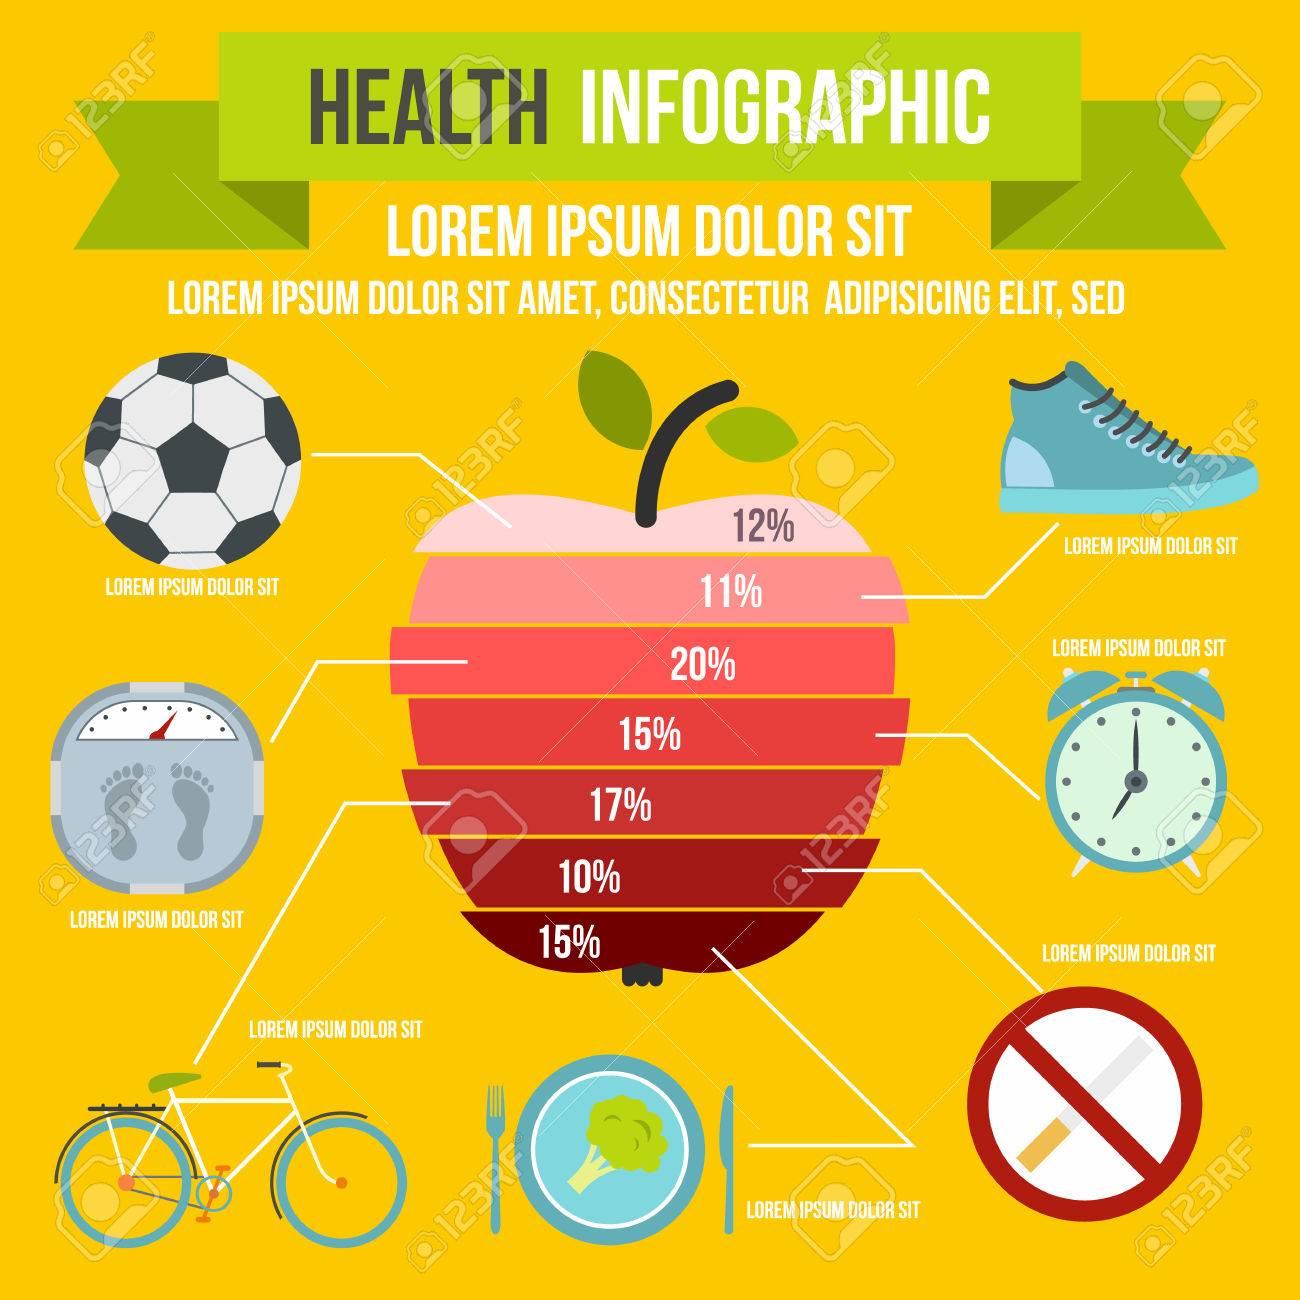 HEALTH INFOGRAPHIC
LOREM IPSUM DOLOR SIT
LOREM IPSUM DOLOR SIT AMET, CONSECTETUR ADIPISICING ELIT, SED
LOREM IPSUM DOLOR SIT
LOREM IPSUM DOLOR SIT
12%
11%
20%
15%
17%
10%
15%
LOREM IPSUM DOLOR SIT
LOREM IPSUM DOLOR SIT
LOREM IPSUM DOLOR SIT
LOREM IPSUM DOLOR SIT
LOREM IPSUM DOLOR SIT
123RF